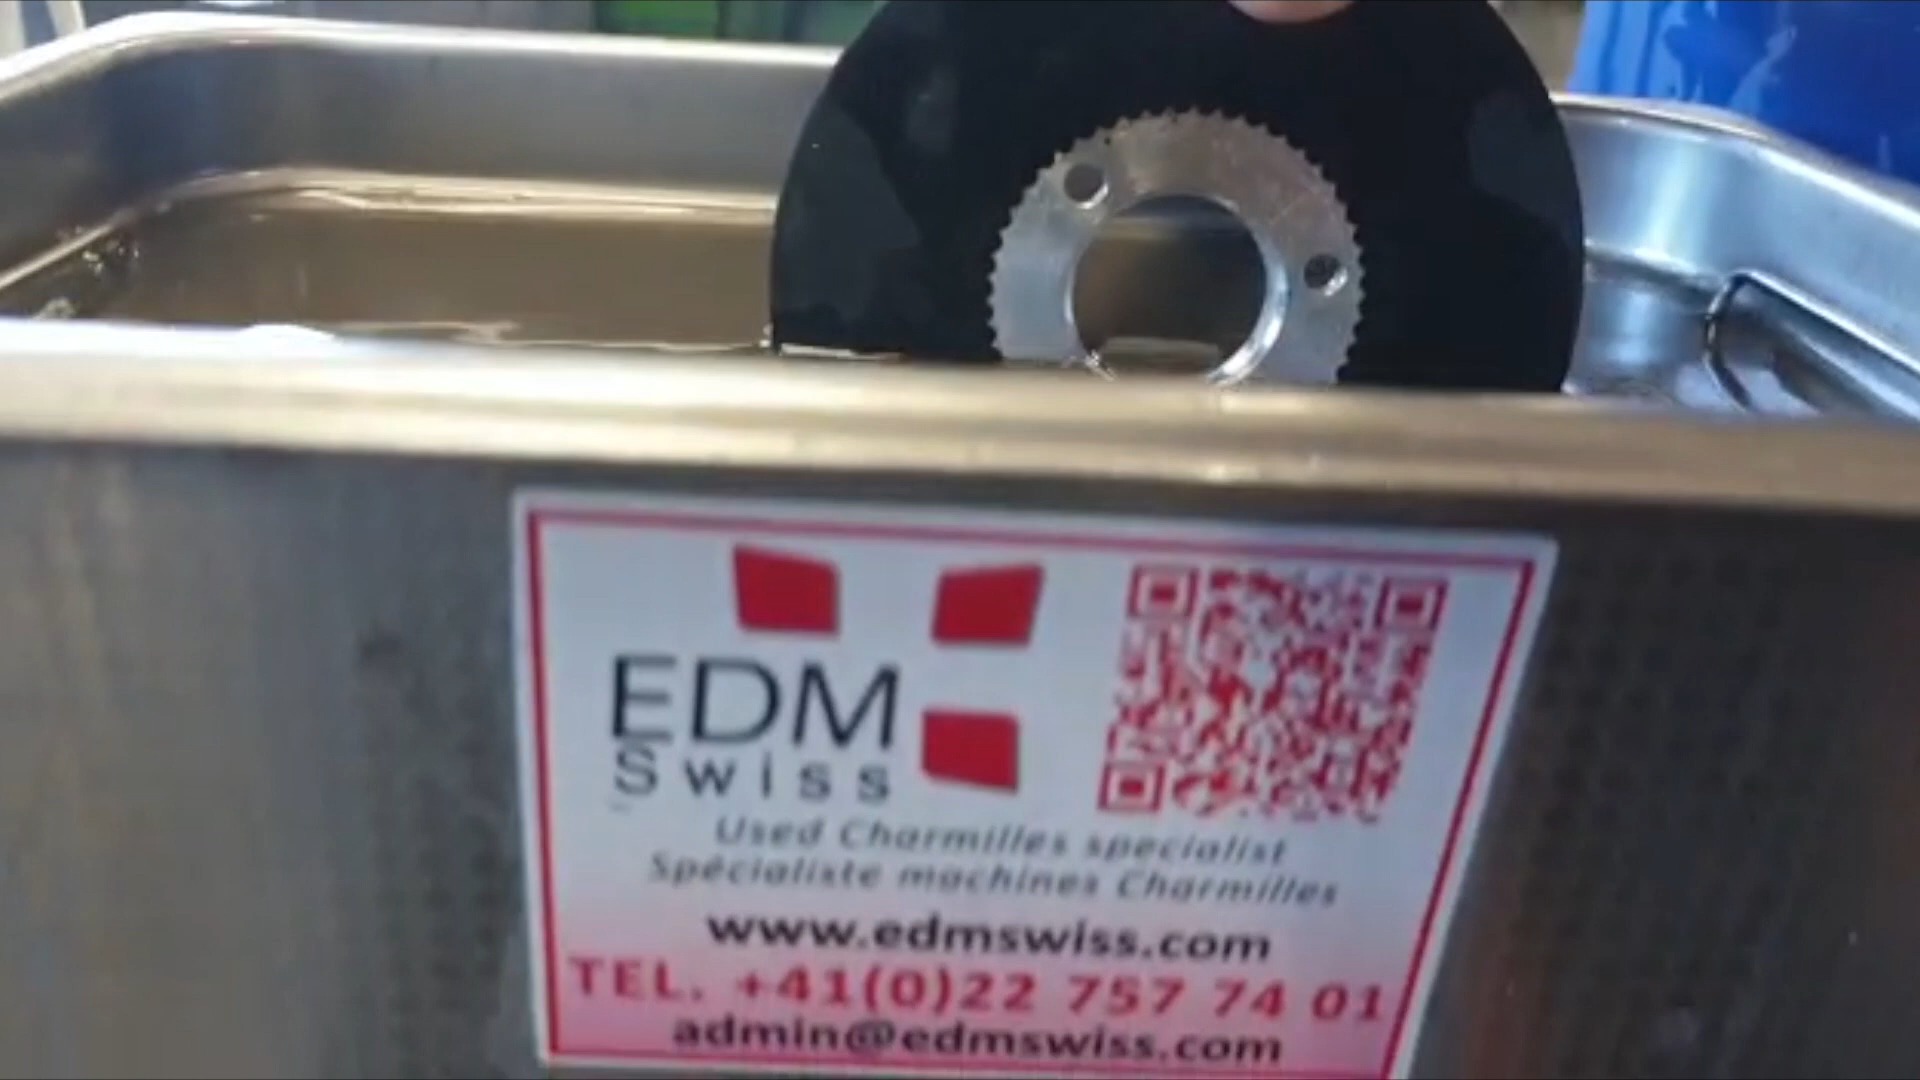 EDM
Swiss
Used Charmilles specialist
Spécialiste machines Charmilles
www.edmswiss.com
TEL. +41(0)22 757 74 01
admin@edmswiss.com